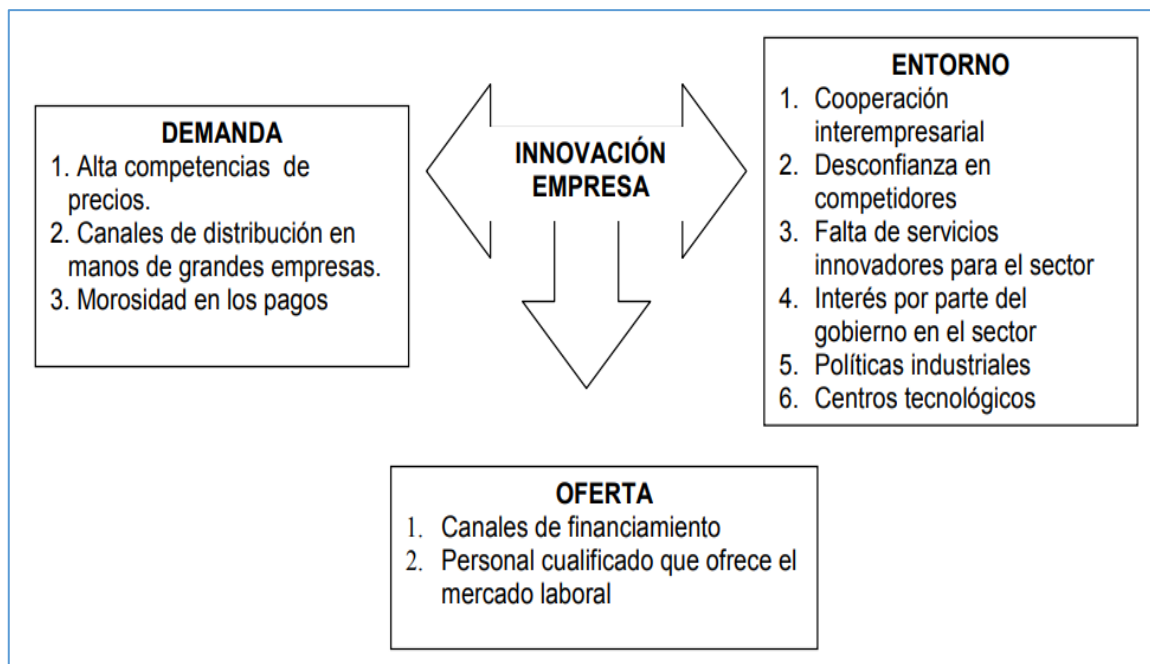 DEMANDA
1. Alta competencias de
precios.
2. Canales de distribución en
manos de grandes empresas.
3. Morosidad en los pagos
INNOVACIÓN
EMPRESA
ENTORNO
1. Cooperación
interempresarial
2. Desconfianza en
competidores
3. Falta de servicios
innovadores para el sector
4. Interés por parte del
gobierno en el sector
5. Políticas industriales
6. Centros tecnológicos
OFERTA
1. Canales de financiamiento
2. Personal cualificado que ofrece el
mercado laboral